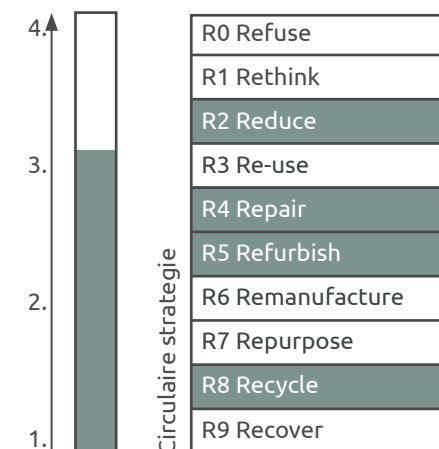 4.
3.
2.
1.
Circulaire strategie
R0 Refuse
R1 Rethink
R2 Reduce
R3 Re-use
R4 Repair
R5 Refurbish
R6 Remanufacture
R7 Repurpose
R8 Recycle
R9 Recover